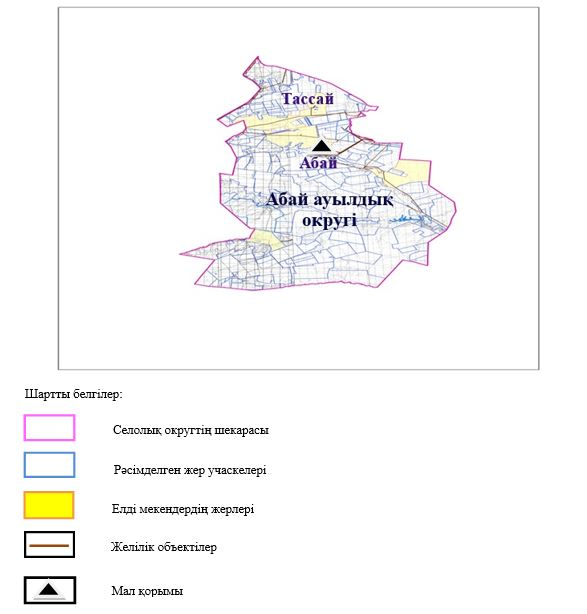 Тассай
Абай
Абай ауылдық
округі
Шартты белгілер:
Селолық округтің шекарасы
Рәсімделген жер учаскелері
Елді мекендердің жерлері
Желілік объектілер
Мал қорымы